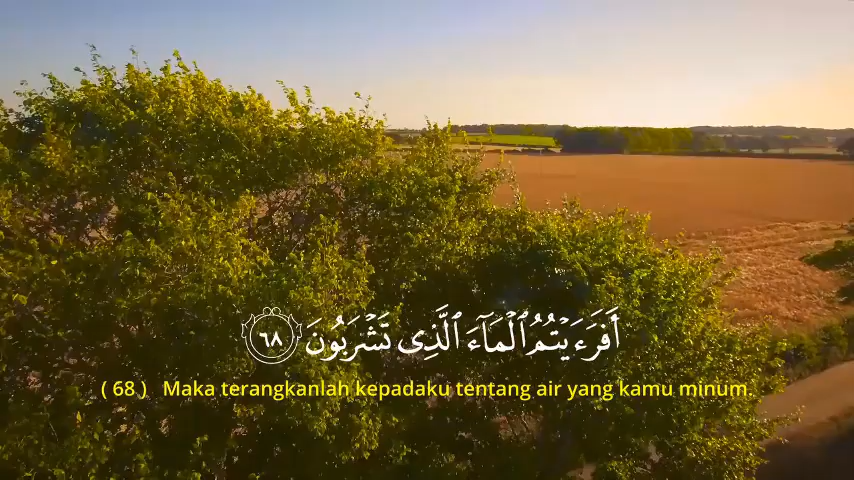 أَفَرَءَيْتُمُ ٱلْمَآءَ ٱلَّذِى تَشْرَبُونَ ٦٨
( 68 ) Maka terangkanlah kepadaku tentang air yang kamu minum.